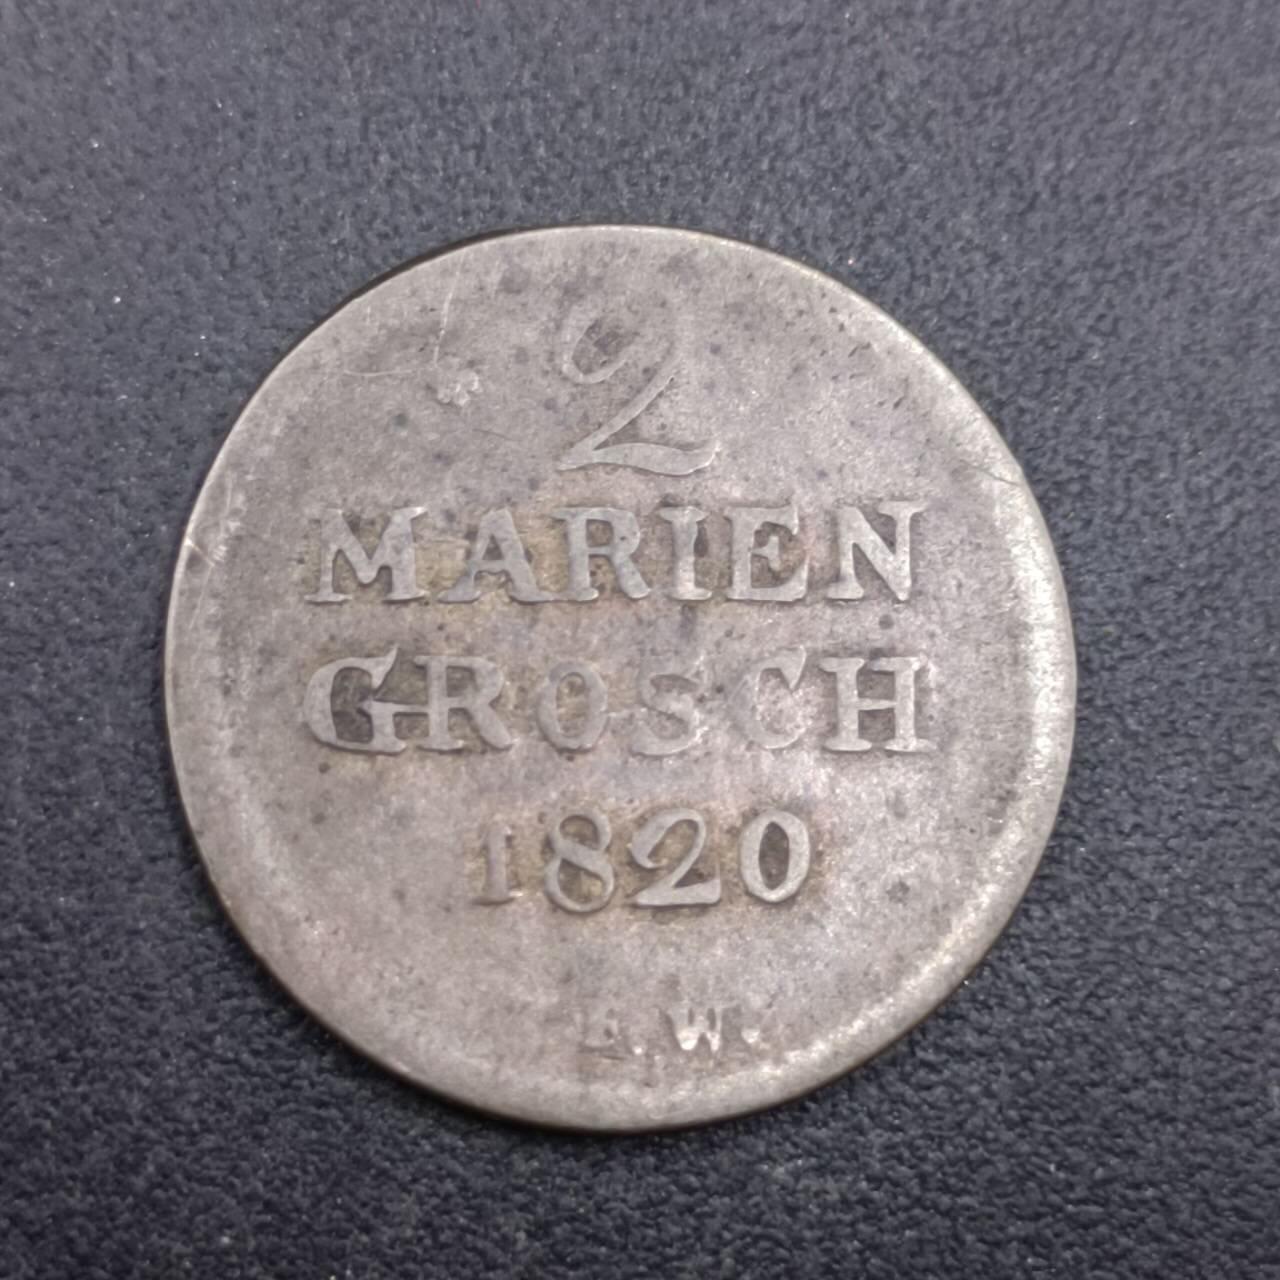 2
MARIEN
GROSCH
1820
F.W.